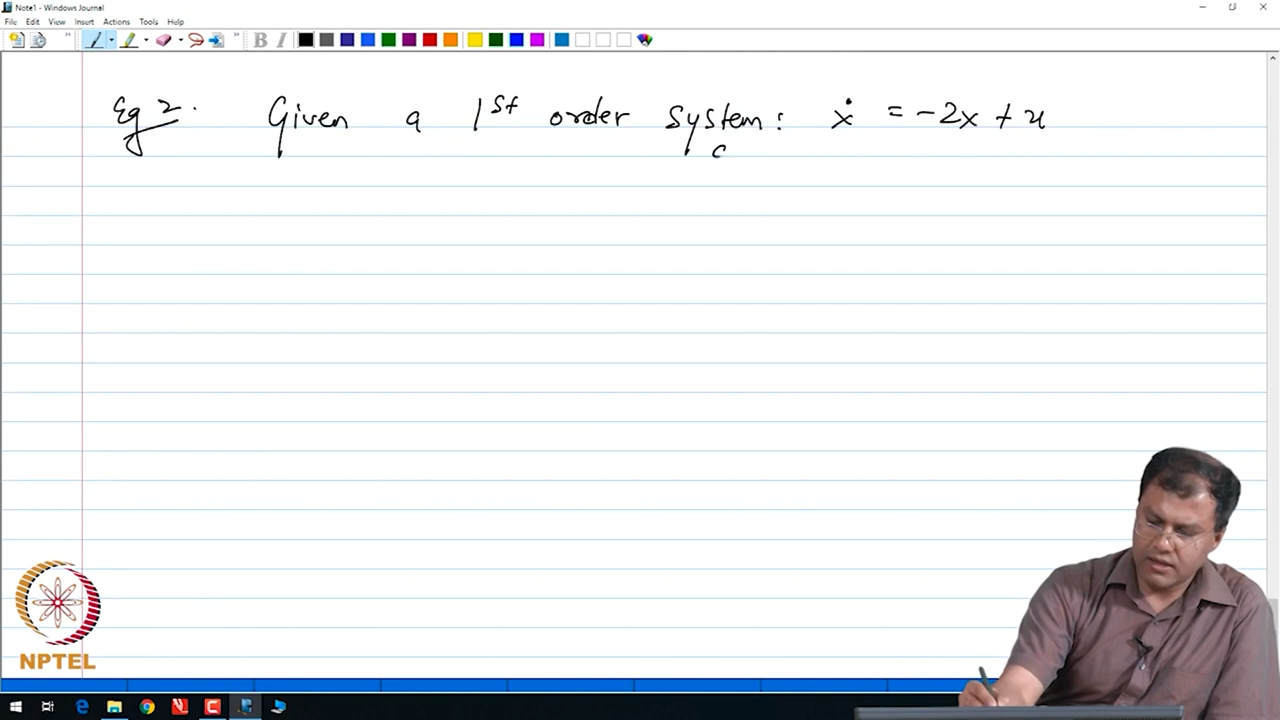 Note1 - Windows Journal
File Edit View Insert Actions Tools Help
B I
Eg 2. Given a 1st order system: ẋ = -2x + u
c
NPTEL